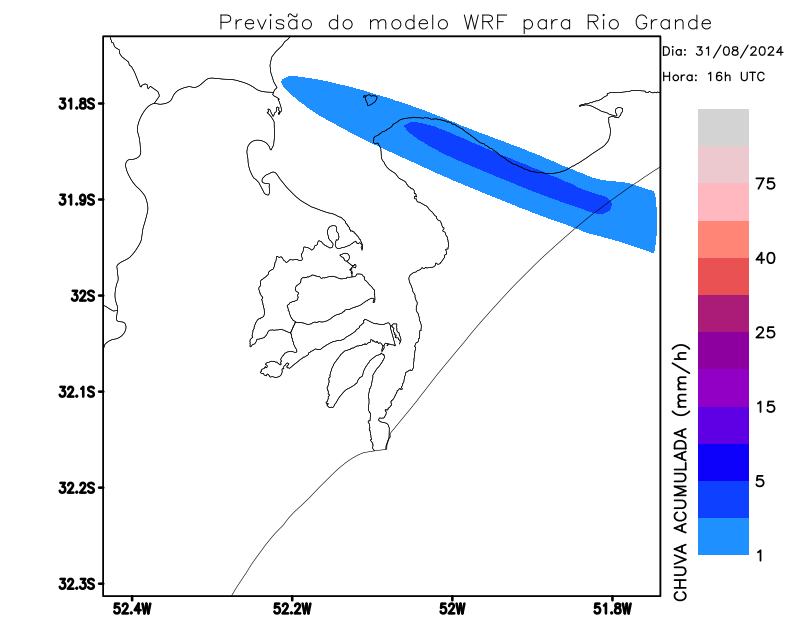 Previsão do modelo WRF para Rio Grande
Dia: 31/08/2024
Hora: 16h UTC
31.8S
31.9S
32S
32.1S
32.2S
32.3S
52.4W
52.2W
52W
51.8W
CHUVA ACUMULADA (mm/h)
75
40
25
15
5
1